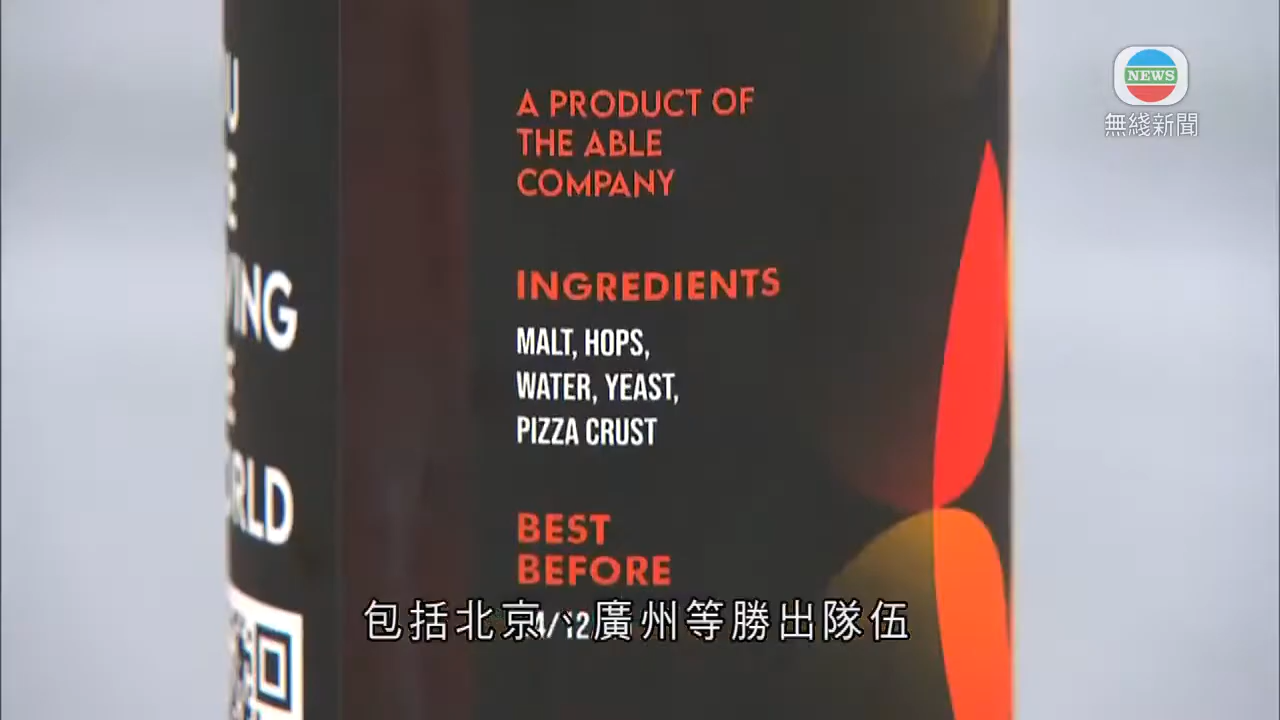 NEWS
無綫新聞
A PRODUCT OF
THE ABLE
COMPANY
INGREDIENTS
MALT, HOPS,
WATER, YEAST,
PIZZA CRUST
BEST
BEFORE
包括北京、廣州等勝出隊伍